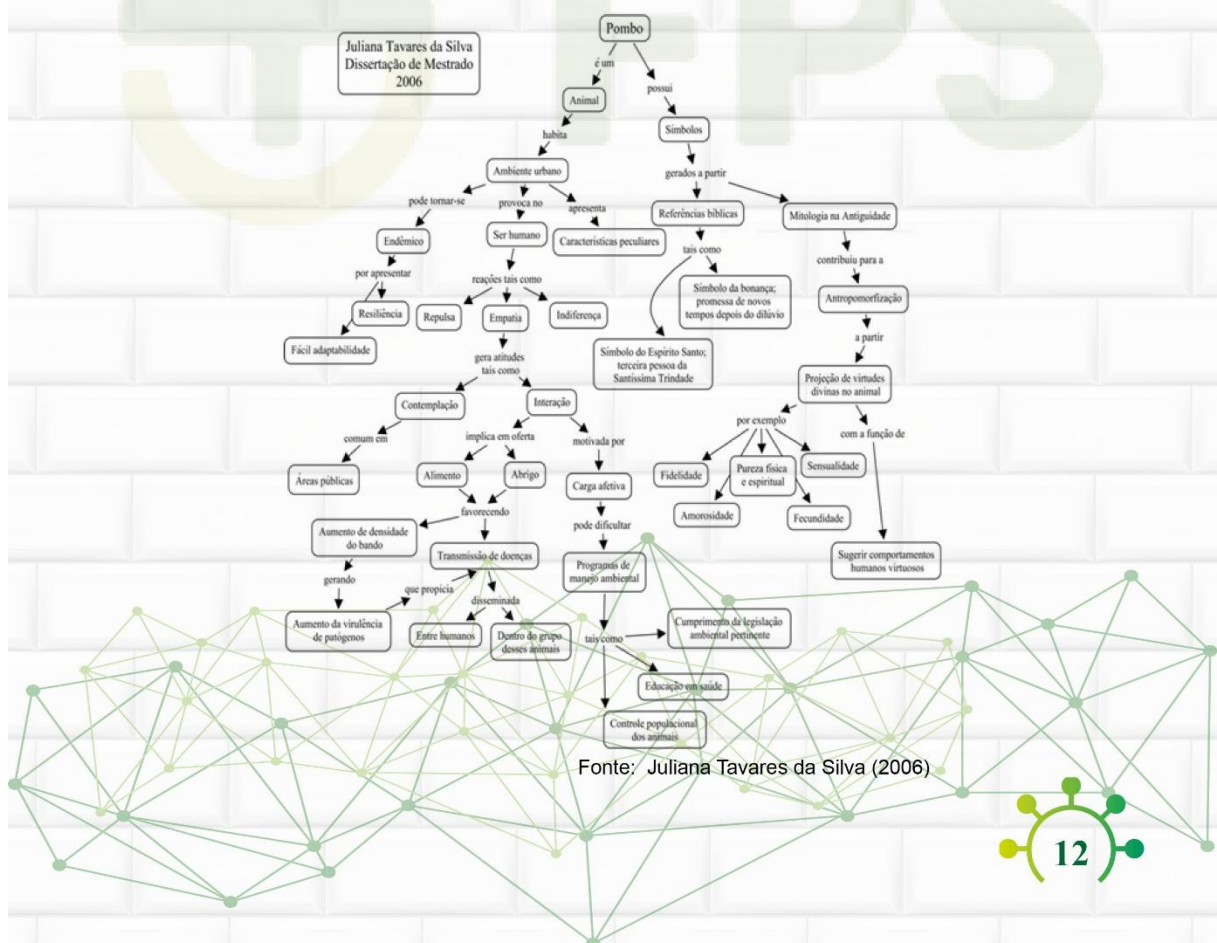 FPS
Juliana Tavares da Silva
Dissertação de Mestrado
2006
Pombo
é um
possui
Animal
Símbolos
habita
gerados a partir
Ambiente urbano
pode tornar-se
provoca no
apresenta
Referências bíblicas
Mitologia na Antiguidade
Endêmico
Ser humano
Características peculiares
tais como
contribuiu para a
por apresentar
reações tais como
Símbolo da bonança;
promessa de novos
tempos depois do dilúvio
Antropomorfização
Resiliência
Repulsa
Empatia
Indiferença
a partir
Fácil adaptabilidade
Símbolo do Espírito Santo;
terceira pessoa da
Santíssima Trindade
gera atitudes
tais como
Projeção de virtudes
divinas no animal
Contemplação
Interação
por exemplo
com a função de
comum em
implica em oferta
motivada por
Fidelidade
Pureza física
e espiritual
Sensualidade
Áreas públicas
Alimento
Abrigo
Carga afetiva
Amorosidade
Fecundidade
favorecendo
pode dificultar
Aumento de densidade
do bando
Transmissão de doenças
Programas de
manejo ambiental
Sugerir comportamentos
humanos virtuosos
gerando
que propicia
disseminada
Aumento da virulência
de patógenos
Entre humanos
Dentro do grupo
desses animais
tais como
Cumprimento da legislação
ambiental pertinente
Educação em saúde
Controle populacional
dos animais
Fonte: Juliana Tavares da Silva (2006)
12